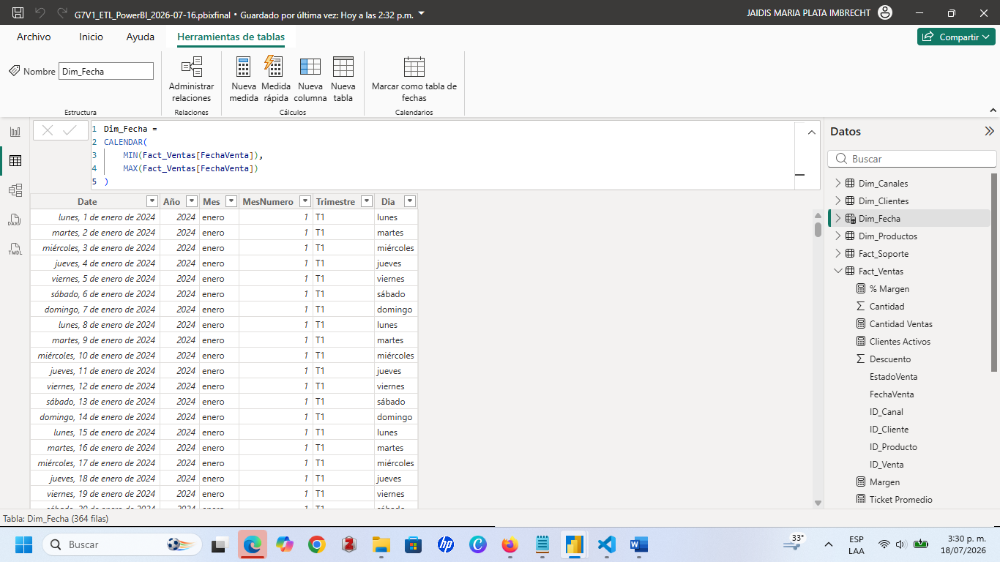 G7V1_ETL_PowerBI_2026-07-16.pbixfinal • Guardado por última vez: Hoy a las 2:32 p.m.
JAIDIS MARIA PLATA IMBRECHT
Archivo Inicio Ayuda Herramientas de tablas
Compartir
Nombre Dim_Fecha
Administrar relaciones
Nueva medida
Medida rápida
Nueva columna
Nueva tabla
Marcar como tabla de fechas
Estructura Relaciones Cálculos Calendarios
1 Dim_Fecha =
2 CALENDAR(
3 MIN(Fact_Ventas[FechaVenta]),
4 MAX(Fact_Ventas[FechaVenta])
5 )
Date Año Mes MesNumero Trimestre Dia
lunes, 1 de enero de 2024 2024 enero 1 T1 lunes
martes, 2 de enero de 2024 2024 enero 1 T1 martes
miércoles, 3 de enero de 2024 2024 enero 1 T1 miércoles
jueves, 4 de enero de 2024 2024 enero 1 T1 jueves
viernes, 5 de enero de 2024 2024 enero 1 T1 viernes
sábado, 6 de enero de 2024 2024 enero 1 T1 sábado
domingo, 7 de enero de 2024 2024 enero 1 T1 domingo
lunes, 8 de enero de 2024 2024 enero 1 T1 lunes
martes, 9 de enero de 2024 2024 enero 1 T1 martes
miércoles, 10 de enero de 2024 2024 enero 1 T1 miércoles
jueves, 11 de enero de 2024 2024 enero 1 T1 jueves
viernes, 12 de enero de 2024 2024 enero 1 T1 viernes
sábado, 13 de enero de 2024 2024 enero 1 T1 sábado
domingo, 14 de enero de 2024 2024 enero 1 T1 domingo
lunes, 15 de enero de 2024 2024 enero 1 T1 lunes
martes, 16 de enero de 2024 2024 enero 1 T1 martes
miércoles, 17 de enero de 2024 2024 enero 1 T1 miércoles
jueves, 18 de enero de 2024 2024 enero 1 T1 jueves
viernes, 19 de enero de 2024 2024 enero 1 T1 viernes
sábado, 20 de enero de 2024 2024 enero 1 T1 sábado
DAX
TMDL
Datos
Buscar
Dim_Canales
Dim_Clientes
Dim_Fecha
Dim_Productos
Fact_Soporte
Fact_Ventas
% Margen
Cantidad
Cantidad Ventas
Clientes Activos
Descuento
EstadoVenta
FechaVenta
ID_Canal
ID_Cliente
ID_Producto
ID_Venta
Margen
Ticket Promedio
Tabla: Dim_Fecha (364 filas)
Buscar
hp
33°
ESP
LAA
3:30 p. m.
18/07/2026